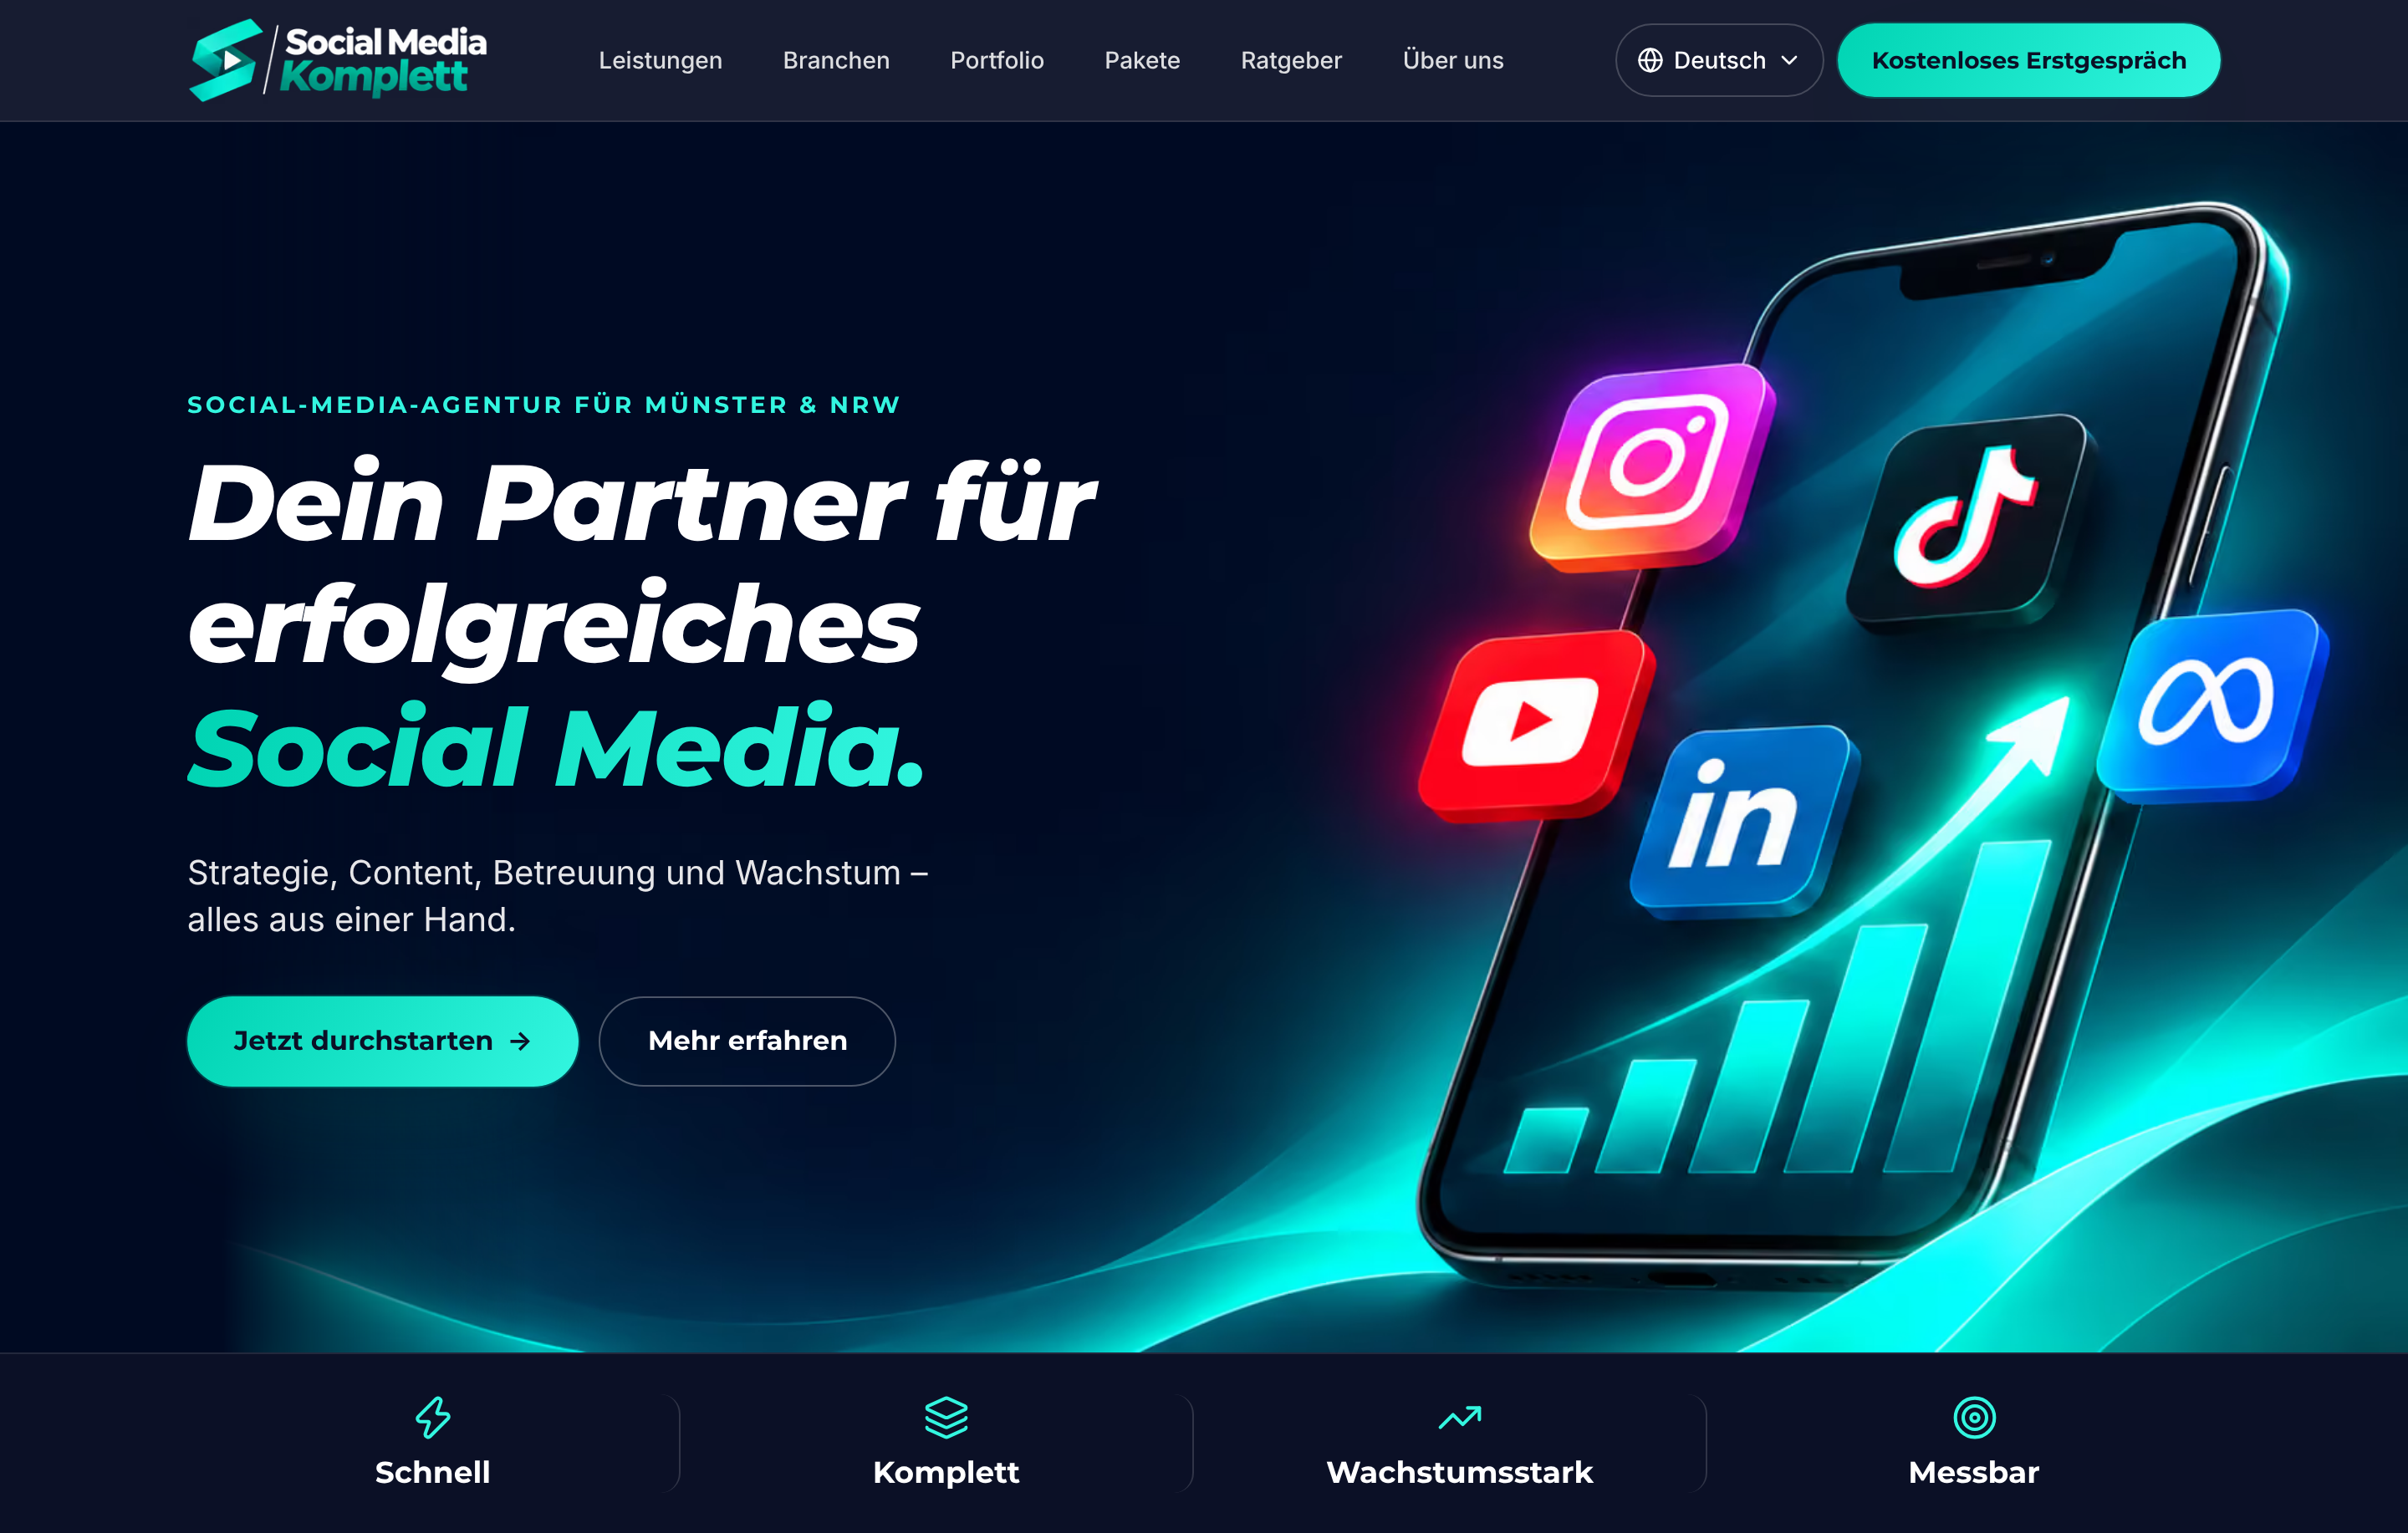 Social Media
Komplett
Leistungen
Branchen
Portfolio
Pakete
Ratgeber
Über uns
Deutsch
Kostenloses Erstgespräch
SOCIAL-MEDIA-AGENTUR FÜR MÜNSTER & NRW
Dein Partner für
erfolgreiches
Social Media.
Strategie, Content, Betreuung und Wachstum –
alles aus einer Hand.
Jetzt durchstarten →
Mehr erfahren
in
Schnell
Komplett
Wachstumsstark
Messbar